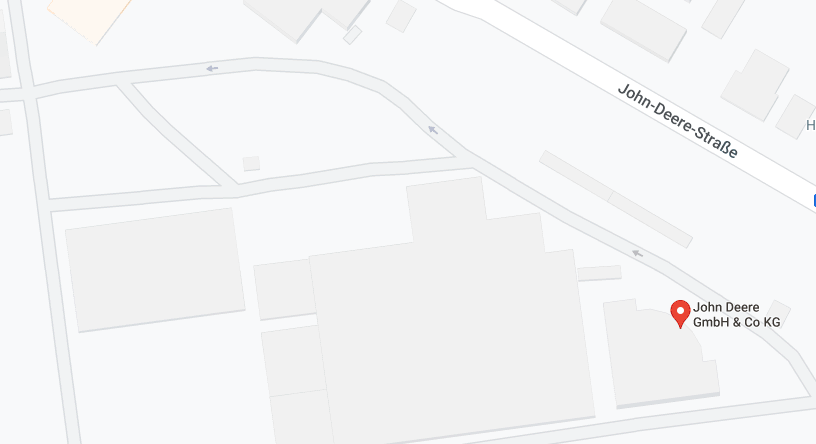 John-Deere-Straße
H
John Deere
GmbH & Co KG